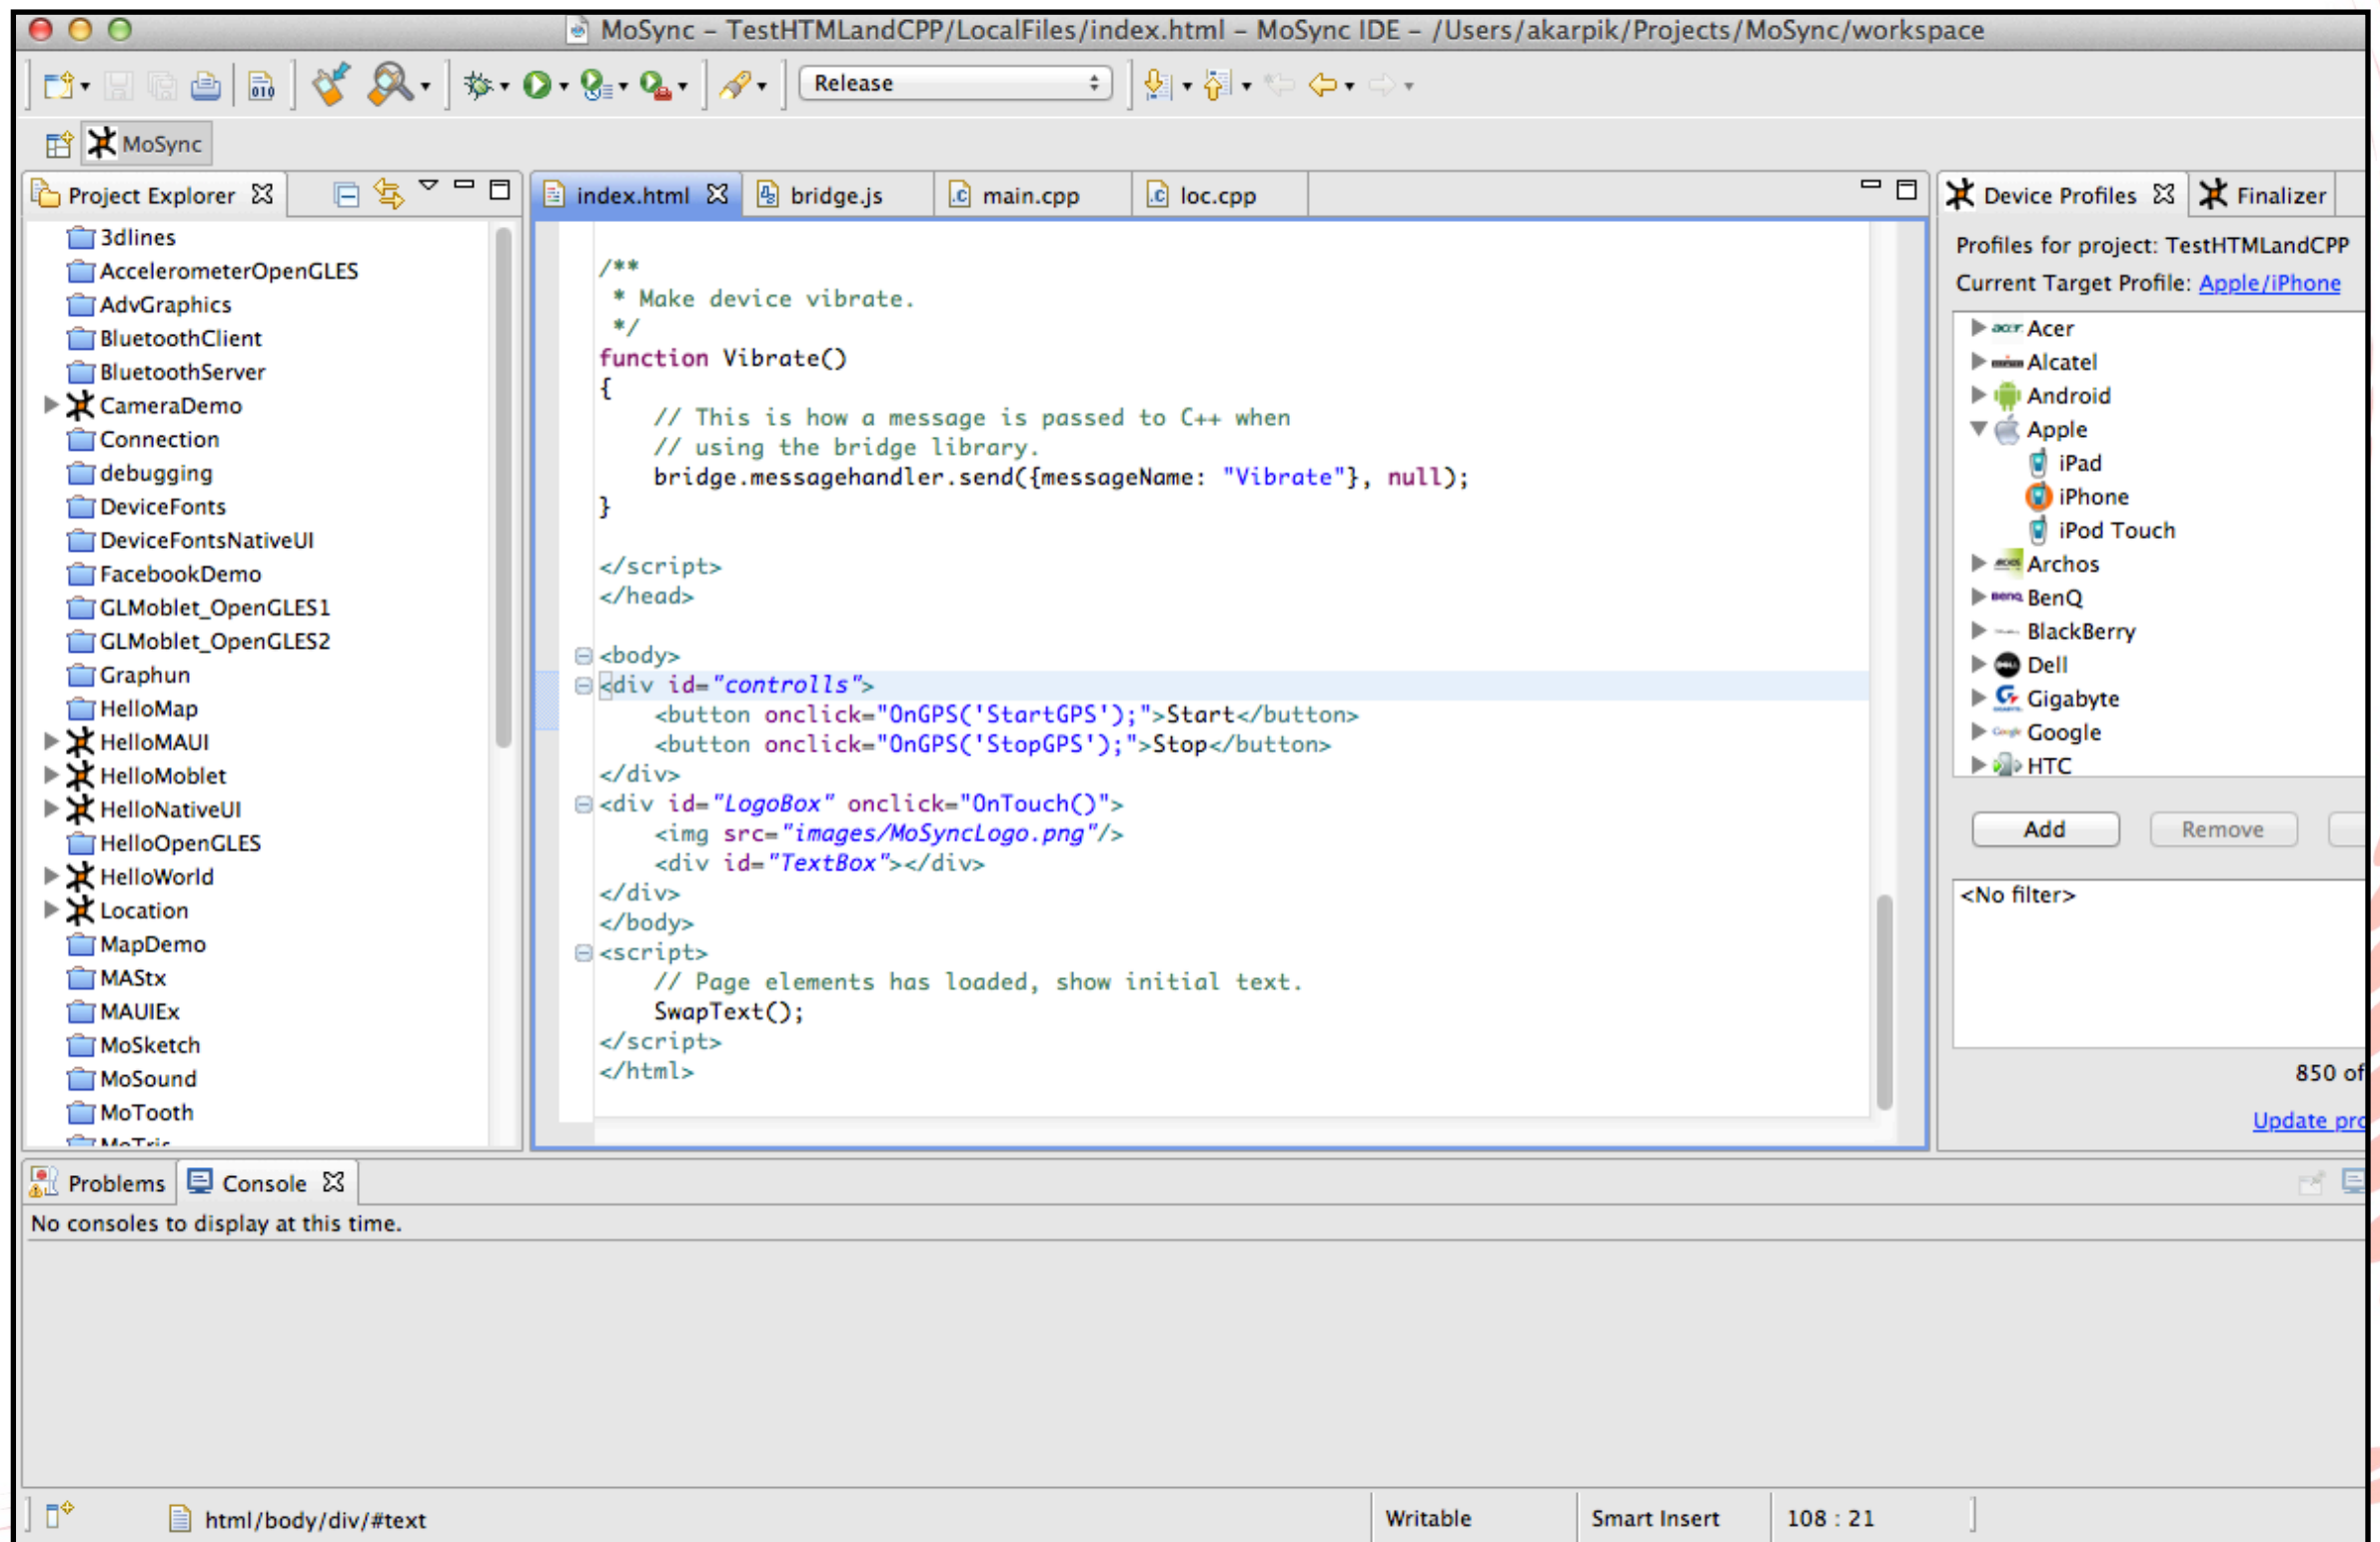 MoSync – TestHTMLandCPP/LocalFiles/index.html – MoSync IDE – /Users/akarpik/Projects/MoSync/workspace
010
Release
MoSync
Project Explorer
3dlines
AccelerometerOpenGLES
AdvGraphics
BluetoothClient
BluetoothServer
CameraDemo
Connection
debugging
DeviceFonts
DeviceFontsNativeUI
FacebookDemo
GLMoblet_OpenGLES1
GLMoblet_OpenGLES2
Graphun
HelloMap
HelloMAUI
HelloMoblet
HelloNativeUI
HelloOpenGLES
HelloWorld
Location
MapDemo
MAStx
MAUIEx
MoSketch
MoSound
MoTooth
index.html
bridge.js
main.cpp
loc.cpp
/**
 * Make device vibrate.
 */
function Vibrate()
{
    // This is how a message is passed to C++ when
    // using the bridge library.
    bridge.messagehandler.send({messageName: "Vibrate"}, null);
}
</script>
</head>
<body>
<div id="controlls">
    <button onclick="OnGPS('StartGPS');">Start</button>
    <button onclick="OnGPS('StopGPS');">Stop</button>
</div>
<div id="LogoBox" onclick="OnTouch()">
    <img src="images/MoSyncLogo.png"/>
    <div id="TextBox"></div>
</div>
</body>
<script>
    // Page elements has loaded, show initial text.
    SwapText();
</script>
</html>
Device Profiles
Finalizer
Profiles for project: TestHTMLandCPP
Current Target Profile: Apple/iPhone
acer Acer
Alcatel
Android
Apple
iPad
iPhone
iPod Touch
Archos
BenQ BenQ
BlackBerry
Dell
Gigabyte
Google
HTC
Add
Remove
<No filter>
850 of
Update pro
Problems
Console
No consoles to display at this time.
html/body/div/#text
Writable
Smart Insert
108 : 21